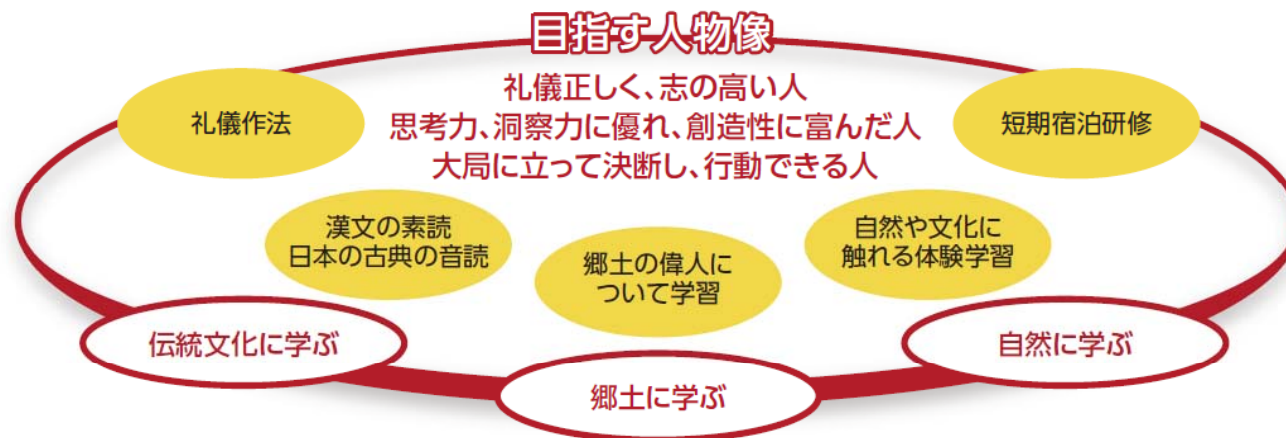 目指す人物像
礼儀正しく、志の高い人
思考力、洞察力に優れ、創造性に富んだ人
大局に立って決断し、行動できる人
礼儀作法
短期宿泊研修
漢文の素読
日本の古典の音読
郷土の偉人に
ついて学習
自然や文化に
触れる体験学習
伝統文化に学ぶ
郷土に学ぶ
自然に学ぶ